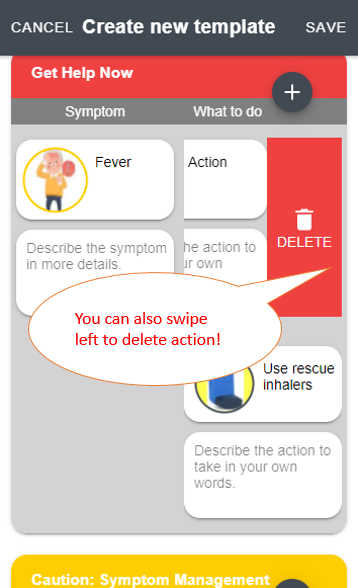 CANCEL Create new template SAVE
Get Help Now
Symptom What to do
Fever
Action
DELETE
Describe the symptom
in more details.
he action to
ur own
You can also swipe
left to delete action!
Use rescue
inhalers
Describe the action to
take in your own
words.
Caution: Symptom Management